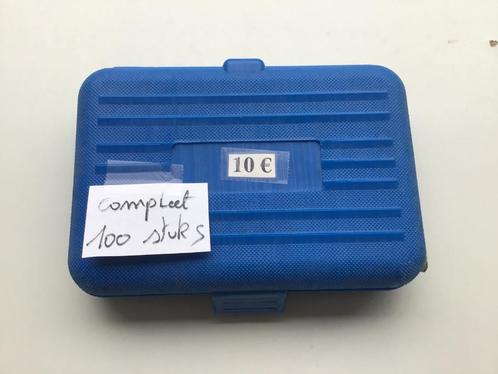 10 €
compleet
100 stuks